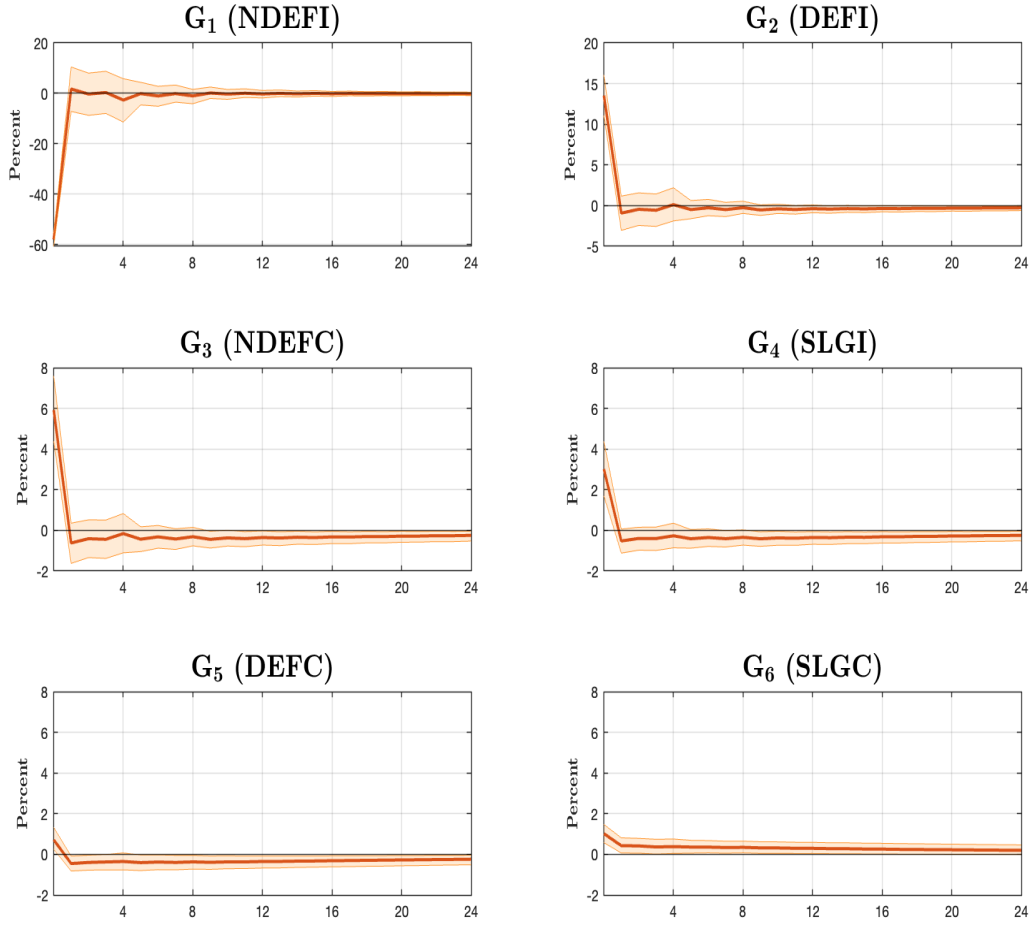 G₁ (NDEFI)
Percent
20
0
-20
-40
-60
4 8 12 16 20 24
G₂ (DEFI)
Percent
20
15
10
5
0
-5
4 8 12 16 20 24
G₃ (NDEFC)
Percent
8
6
4
2
0
-2
4 8 12 16 20 24
G₄ (SLGI)
Percent
8
6
4
2
0
-2
4 8 12 16 20 24
G₅ (DEFC)
Percent
8
6
4
2
0
-2
4 8 12 16 20 24
G₆ (SLGC)
Percent
8
6
4
2
0
-2
4 8 12 16 20 24